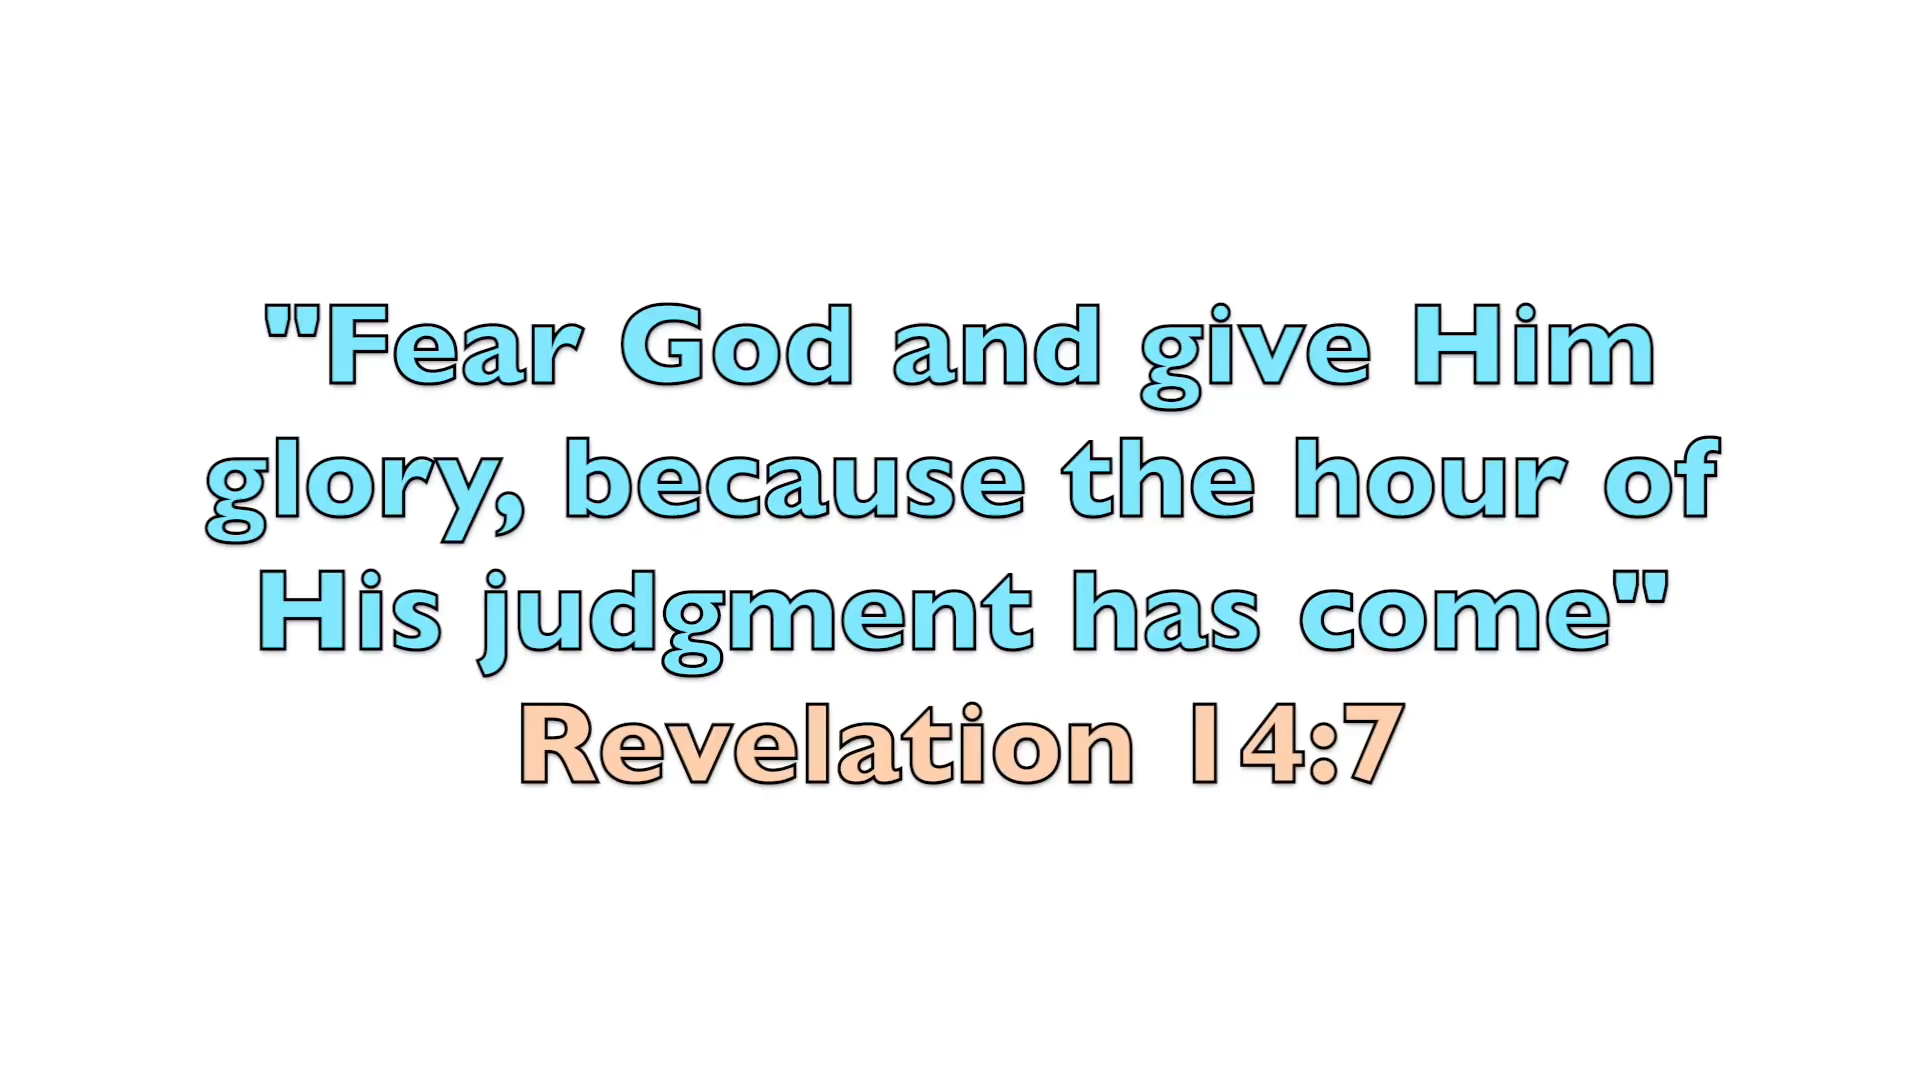 "Fear God and give Him
glory, because the hour of
His judgment has come"
Revelation 14:7